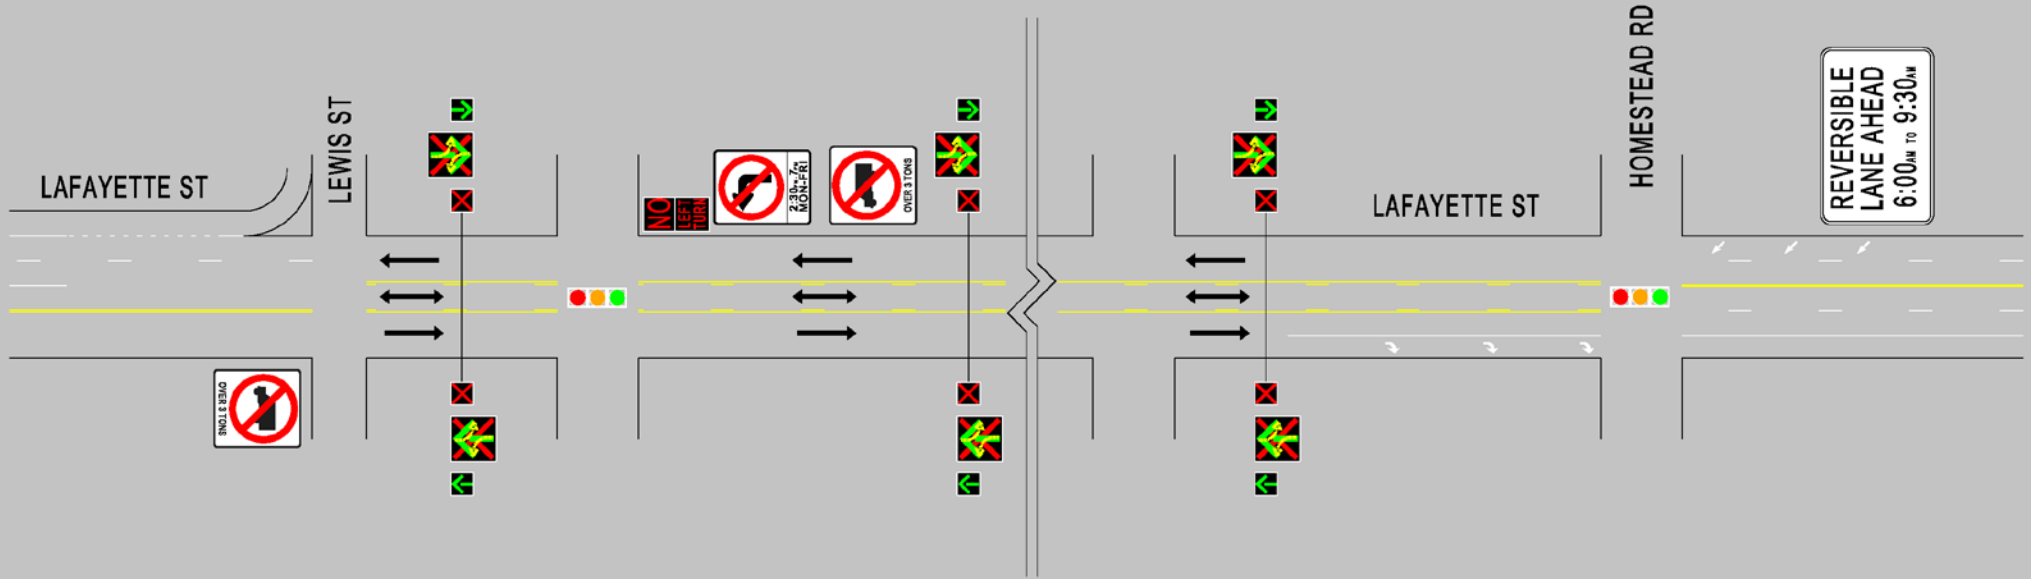 LAFAYETTE ST
LEWIS ST
NO
LEFT
TURN
2:30PM-7PM
MON-FRI
OVER 3 TONS
LAFAYETTE ST
HOMESTEAD RD
REVERSIBLE
LANE AHEAD
6:00AM TO 9:30AM
OVER 3 TONS